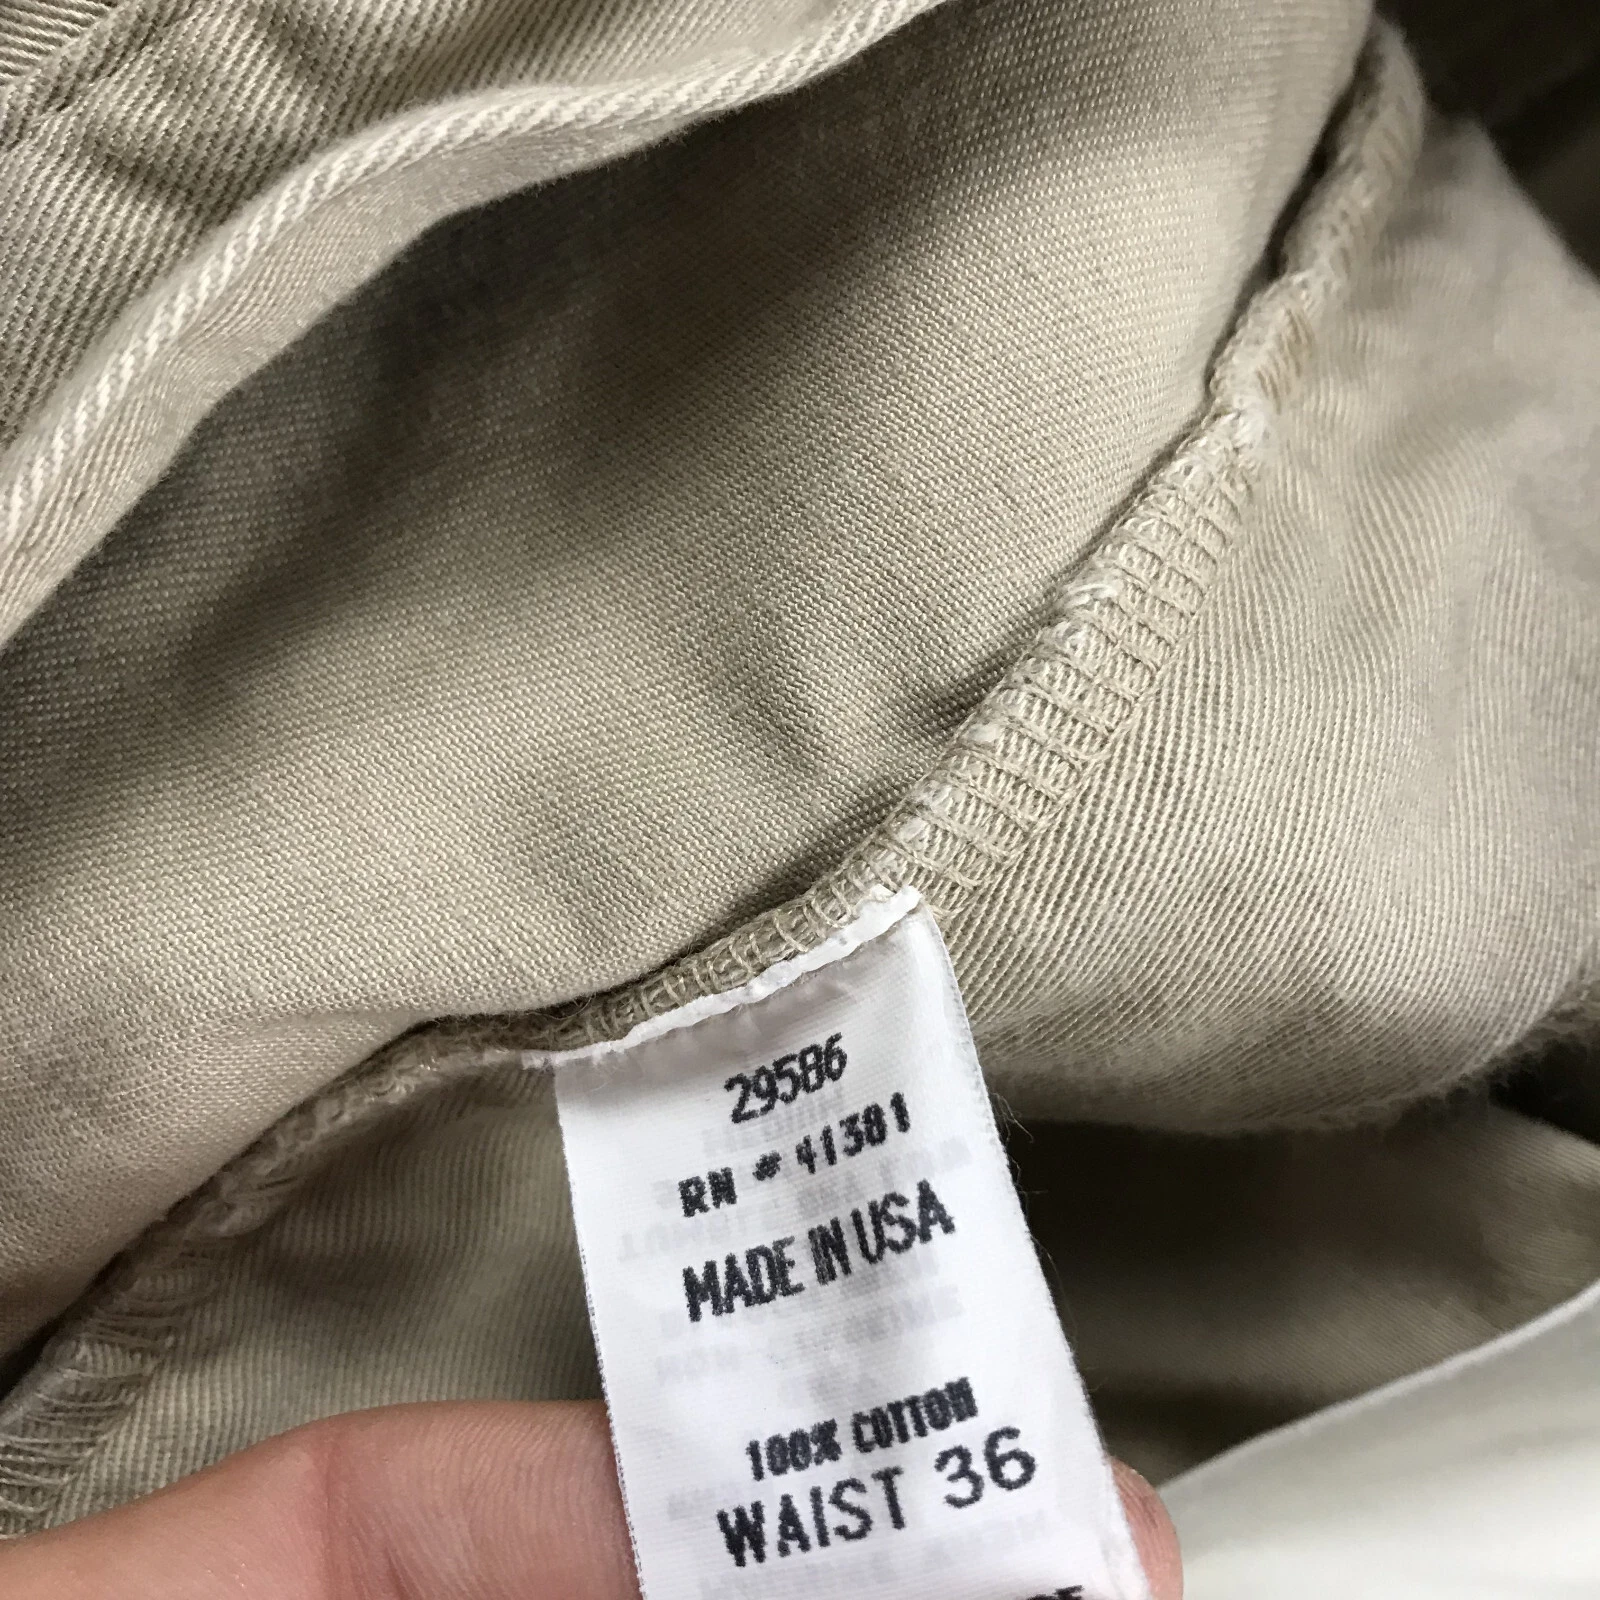 29586
RN # 41381
MADE IN USA
100% COTTON
WAIST 36